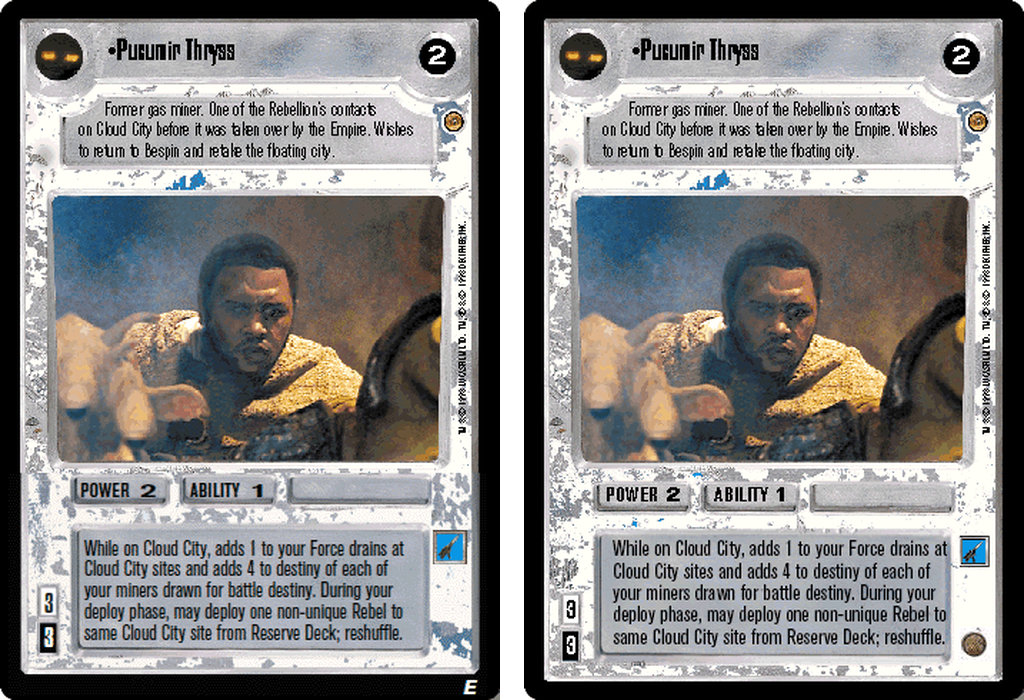 •Pucumir Thryss
2
Former gas miner. One of the Rebellion's contacts
on Cloud City before it was taken over by the Empire. Wishes
to return to Bespin and retake the floating city.
POWER 2 ABILITY 1
While on Cloud City, adds 1 to your Force drains at
Cloud City sites and adds 4 to destiny of each of
your miners drawn for battle destiny. During your
deploy phase, may deploy one non-unique Rebel to
same Cloud City site from Reserve Deck; reshuffle.
3
3
E
•Pucumir Thryss
2
Former gas miner. One of the Rebellion's contacts
on Cloud City before it was taken over by the Empire. Wishes
to return to Bespin and retake the floating city.
POWER 2 ABILITY 1
While on Cloud City, adds 1 to your Force drains at
Cloud City sites and adds 4 to destiny of each of
your miners drawn for battle destiny. During your
deploy phase, may deploy one non-unique Rebel to
same Cloud City site from Reserve Deck; reshuffle.
3
3